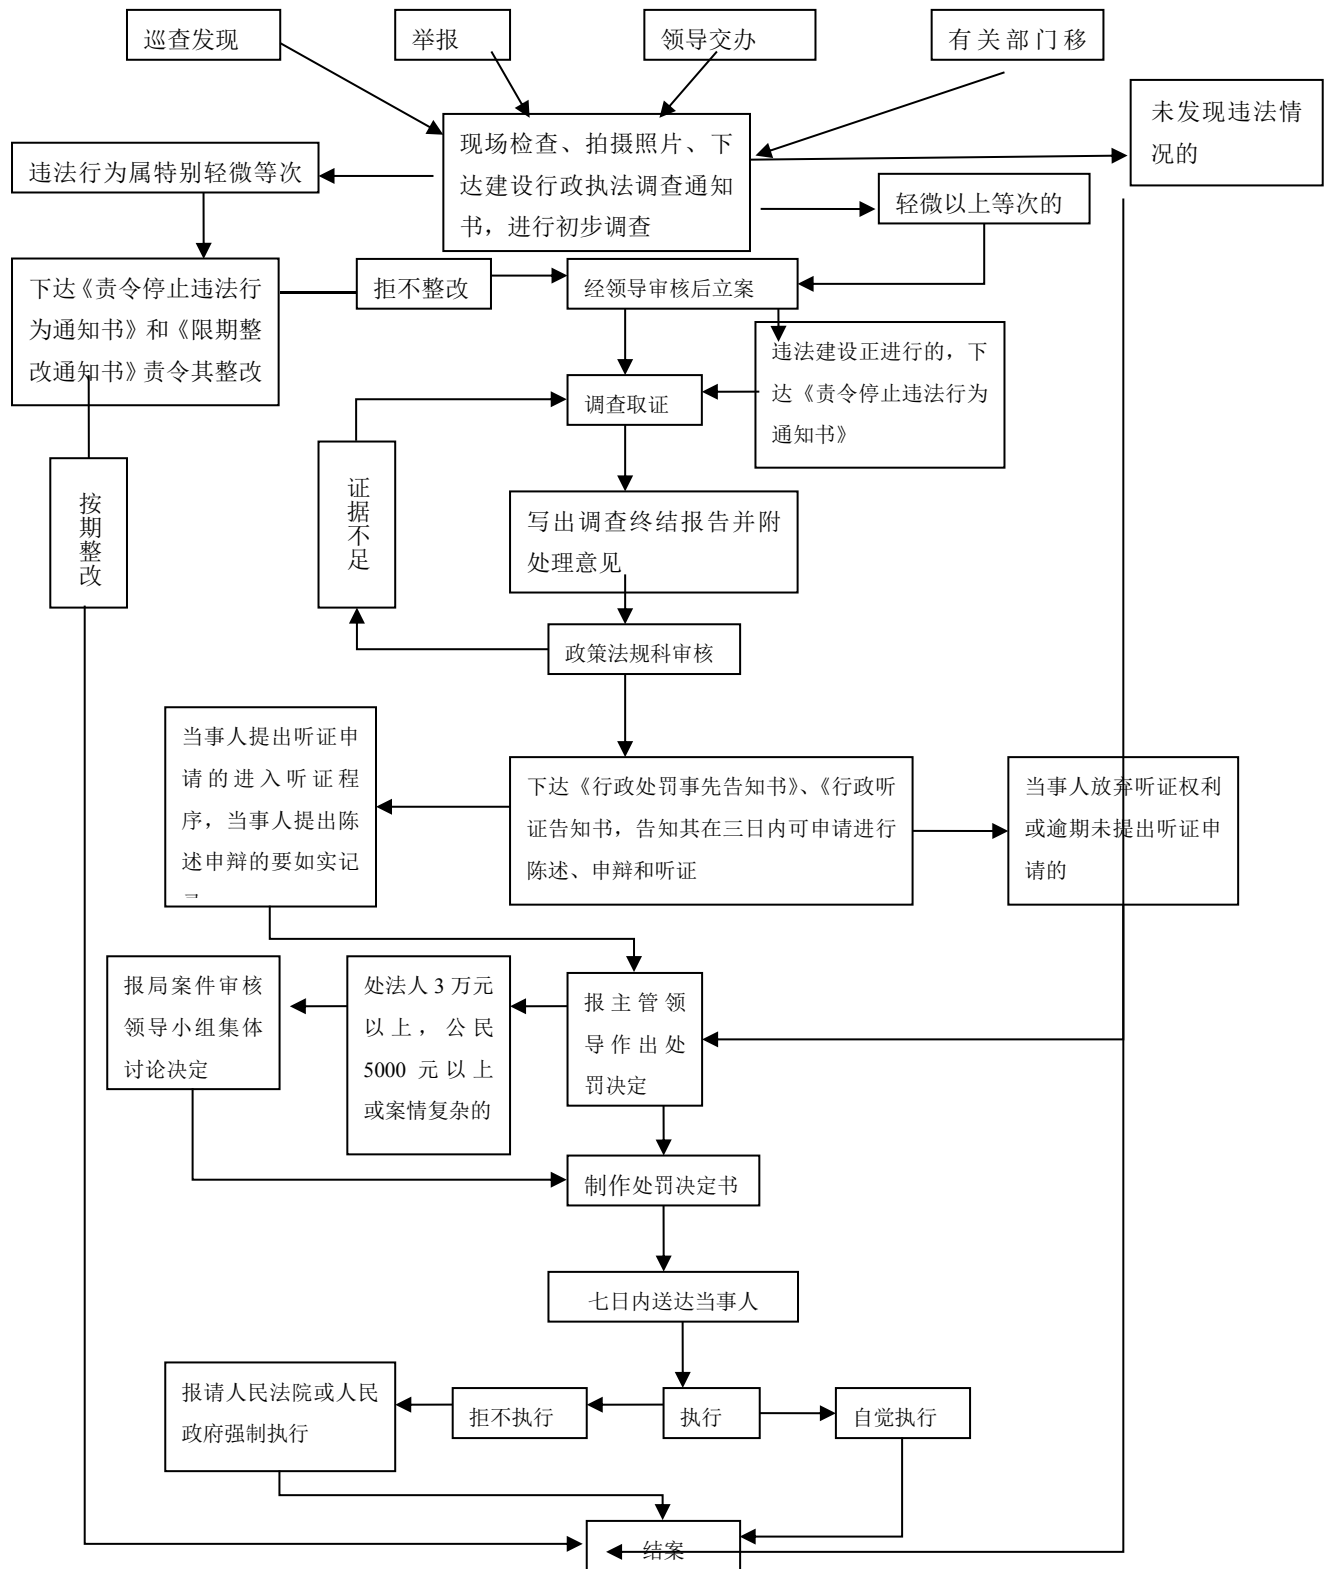 巡查发现
举报
领导交办
有关部门移
未发现违法情
况的
现场检查、拍摄照片、下
达建设行政执法调查通知
书，进行初步调查
违法行为属特别轻微等次
轻微以上等次的
下达《责令停止违法行
为通知书》和《限期整
改通知书》责令其整改
拒不整改
经领导审核后立案
违法建设正进行的，下
达《责令停止违法行为
通知书》
调查取证
按期整改
证据不足
写出调查终结报告并附
处理意见
政策法规科审核
当事人提出听证申
请的进入听证程
序，当事人提出陈
述申辩的要如实记
下达《行政处罚事先告知书》、《行政听
证告知书，告知其在三日内可申请进行
陈述、申辩和听证
当事人放弃听证权利
或逾期未提出听证申
请的
报局案件审核
领导小组集体
讨论决定
处法人 3 万元
以上，公民
5000 元以上
或案情复杂的
报主管领
导作出处
罚决定
制作处罚决定书
七日内送达当事人
报请人民法院或人民
政府强制执行
拒不执行
执行
自觉执行
结案